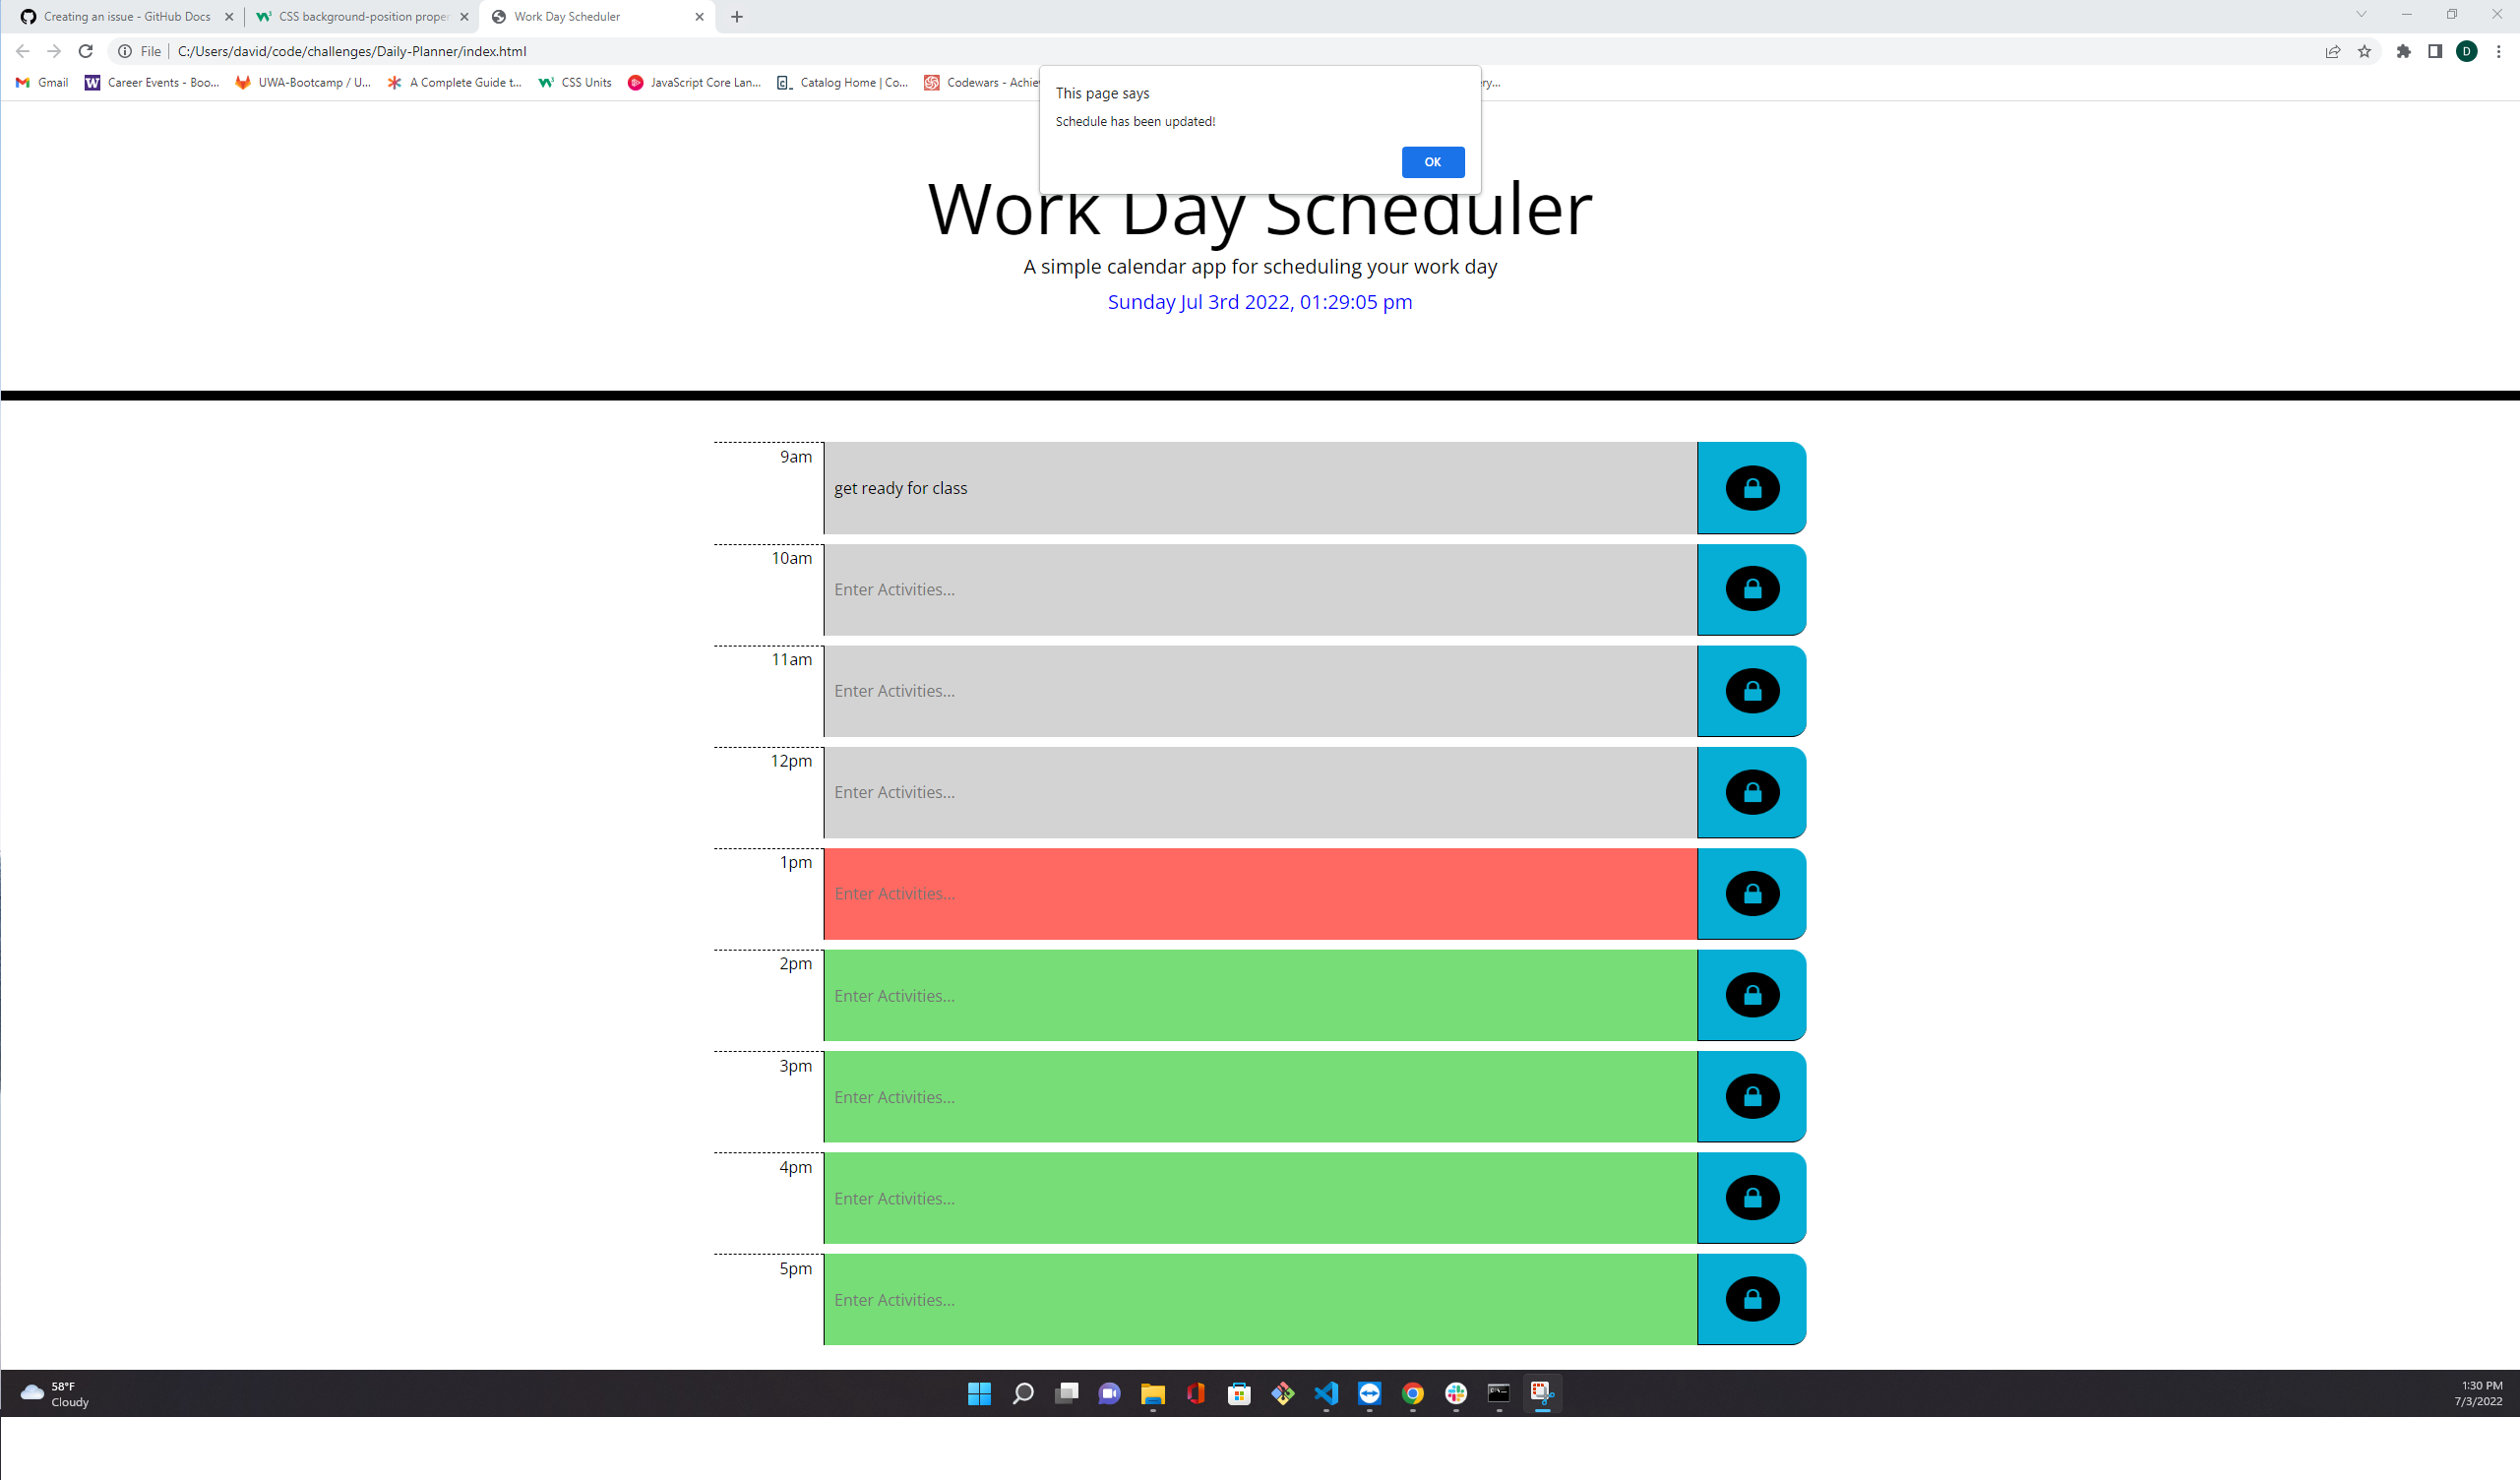 Creating an issue - GitHub Docs
CSS background-position proper
Work Day Scheduler
File
C:/Users/david/code/challenges/Daily-Planner/index.html
D
Gmail
W Career Events - Boo...
UWA-Bootcamp / U...
A Complete Guide t...
CSS Units
JavaScript Core Lan...
Catalog Home | Co...
Codewars - Achie
ry...
This page says
Schedule has been updated!
OK
Work Day Scheduler
A simple calendar app for scheduling your work day
Sunday Jul 3rd 2022, 01:29:05 pm
9am
get ready for class
10am
Enter Activities...
11am
Enter Activities...
12pm
Enter Activities...
1pm
Enter Activities...
2pm
Enter Activities...
3pm
Enter Activities...
4pm
Enter Activities...
5pm
Enter Activities...
58°F
Cloudy
1:30 PM
7/3/2022